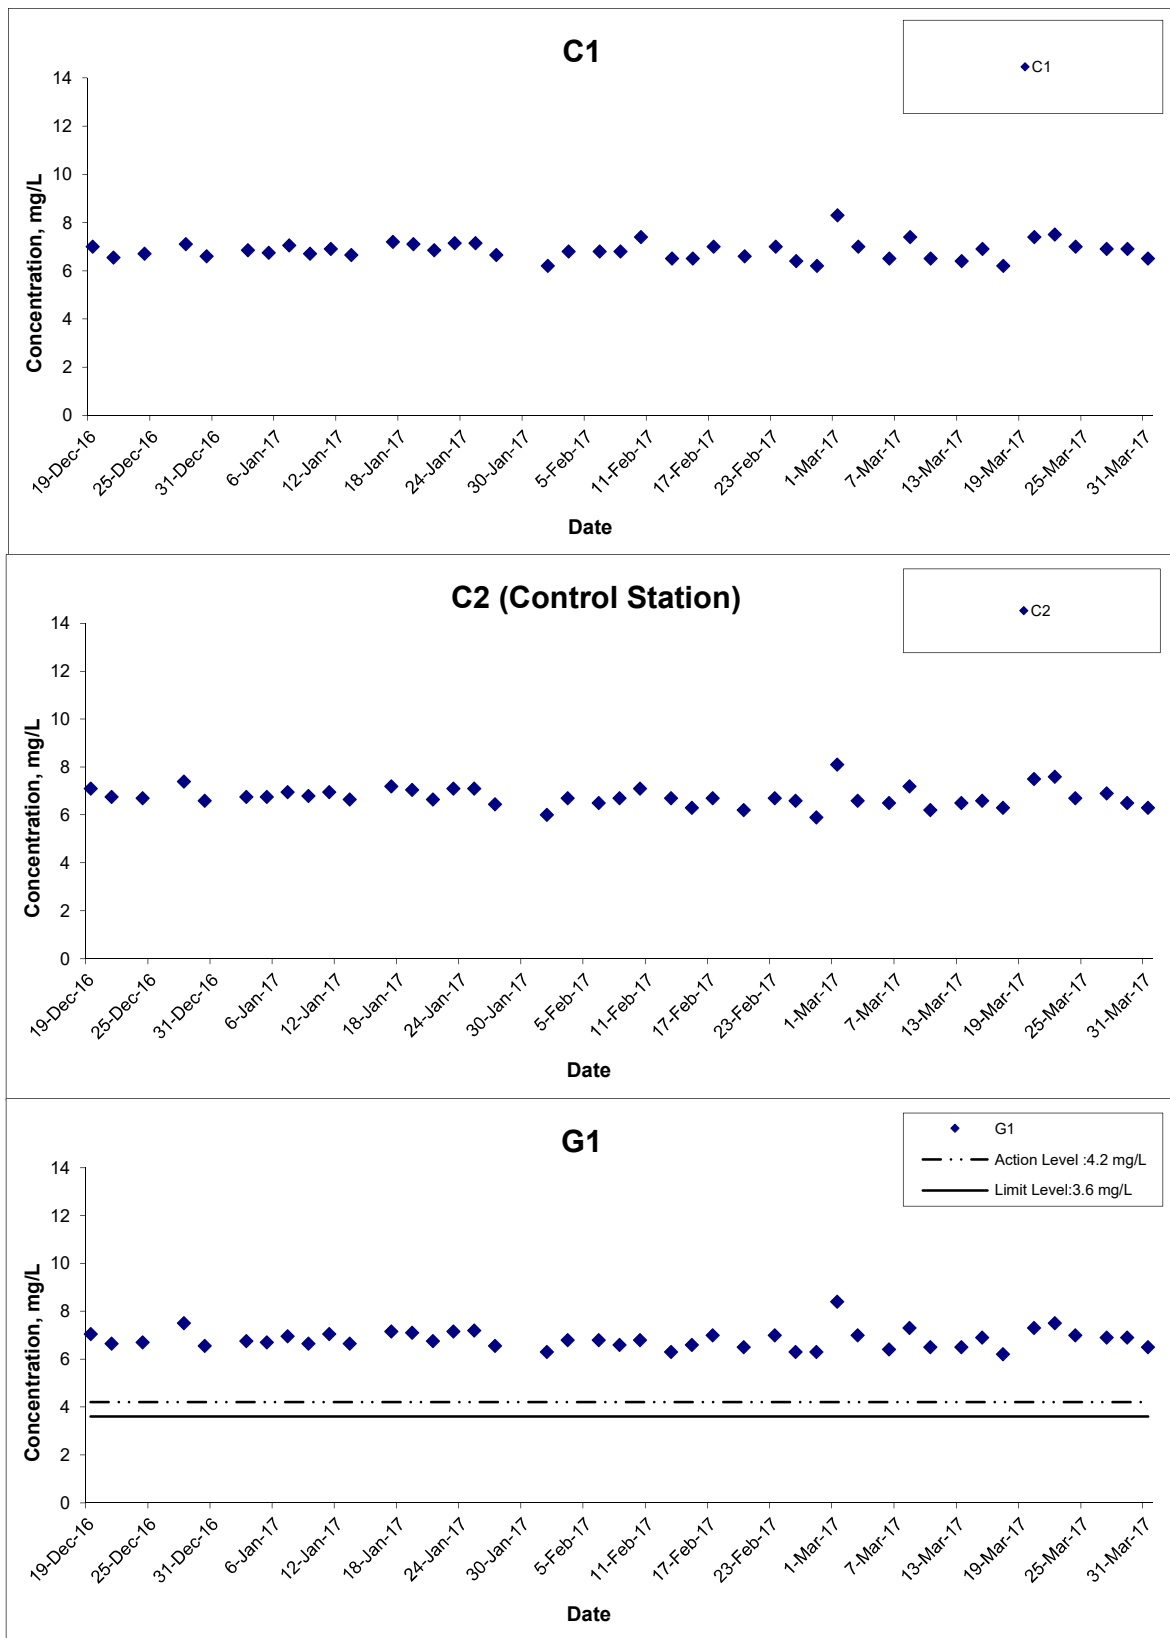 C1
C1
Concentration, mg/L
14
12
10
8
6
4
2
0
19-Dec-16 25-Dec-16 31-Dec-16 6-Jan-17 12-Jan-17 18-Jan-17 24-Jan-17 30-Jan-17 5-Feb-17 11-Feb-17 17-Feb-17 23-Feb-17 1-Mar-17 7-Mar-17 13-Mar-17 19-Mar-17 25-Mar-17 31-Mar-17
Date
C2 (Control Station)
C2
Concentration, mg/L
14
12
10
8
6
4
2
0
19-Dec-16 25-Dec-16 31-Dec-16 6-Jan-17 12-Jan-17 18-Jan-17 24-Jan-17 30-Jan-17 5-Feb-17 11-Feb-17 17-Feb-17 23-Feb-17 1-Mar-17 7-Mar-17 13-Mar-17 19-Mar-17 25-Mar-17 31-Mar-17
Date
G1
G1
Action Level :4.2 mg/L
Limit Level:3.6 mg/L
Concentration, mg/L
14
12
10
8
6
4
2
0
19-Dec-16 25-Dec-16 31-Dec-16 6-Jan-17 12-Jan-17 18-Jan-17 24-Jan-17 30-Jan-17 5-Feb-17 11-Feb-17 17-Feb-17 23-Feb-17 1-Mar-17 7-Mar-17 13-Mar-17 19-Mar-17 25-Mar-17 31-Mar-17
Date